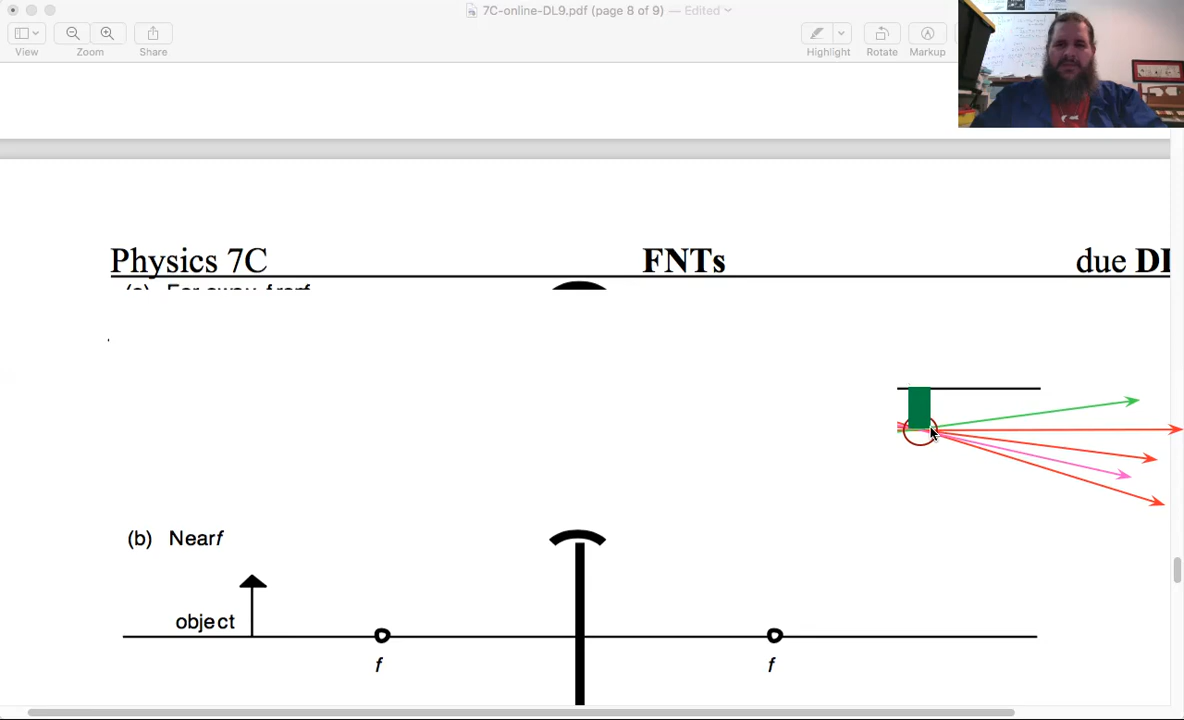 7C-online-DL9.pdf (page 8 of 9) — Edited
View Zoom Share Highlight Rotate Markup
Physics 7C FNTs due DL
(b) Near f
object
f f